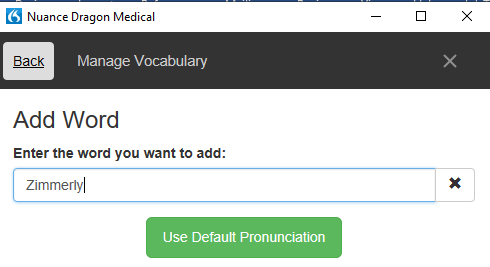 Nuance Dragon Medical
Back
Manage Vocabulary
Add Word
Enter the word you want to add:
Zimmerly
Use Default Pronunciation